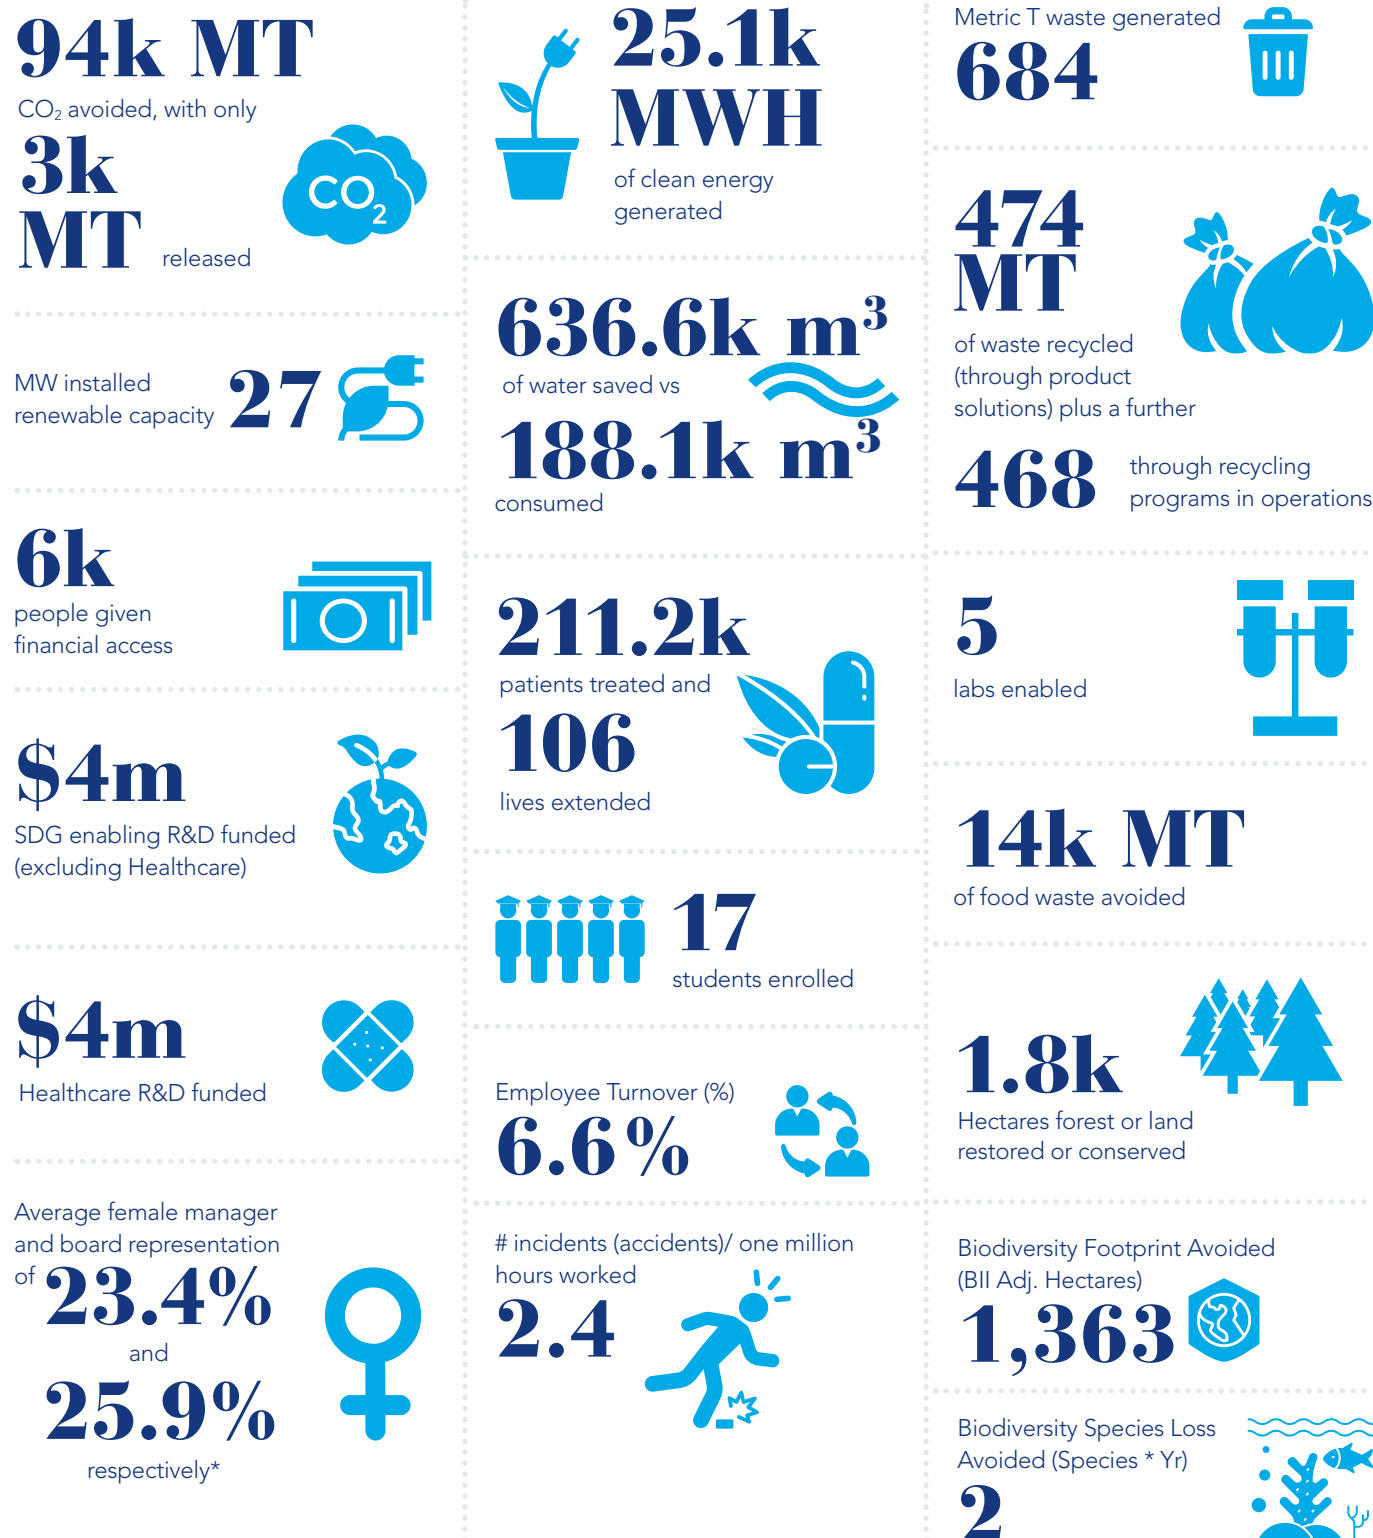 94k MT
CO₂ avoided, with only
3k
MT released
CO₂
MW installed
renewable capacity 27
6k
people given
financial access
$4m
SDG enabling R&D funded
(excluding Healthcare)
$4m
Healthcare R&D funded
Average female manager
and board representation
of 23.4%
and
25.9%
respectively*
25.1k
MWH
of clean energy
generated
636.6k m³
of water saved vs
188.1k m³
consumed
211.2k
patients treated and
106
lives extended
17
students enrolled
Employee Turnover (%)
6.6%
# incidents (accidents)/ one million
hours worked
2.4
Metric T waste generated
684
474
MT
of waste recycled
(through product
solutions) plus a further
468 through recycling
programs in operations
5
labs enabled
14k MT
of food waste avoided
1.8k
Hectares forest or land
restored or conserved
Biodiversity Footprint Avoided
(BII Adj. Hectares)
1,363
Biodiversity Species Loss
Avoided (Species * Yr)
2